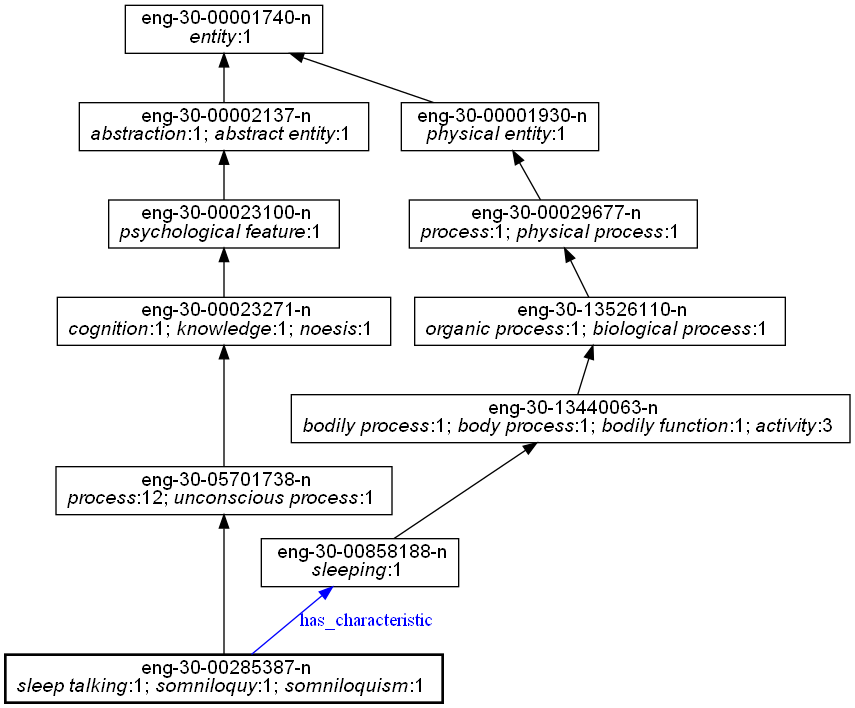 eng-30-00001740-n
entity:1
eng-30-00002137-n
abstraction:1; abstract entity:1
eng-30-00001930-n
physical entity:1
eng-30-00023100-n
psychological feature:1
eng-30-00029677-n
process:1; physical process:1
eng-30-00023271-n
cognition:1; knowledge:1; noesis:1
eng-30-13526110-n
organic process:1; biological process:1
eng-30-13440063-n
bodily process:1; body process:1; bodily function:1; activity:3
eng-30-05701738-n
process:12; unconscious process:1
eng-30-00858188-n
sleeping:1
has_characteristic
eng-30-00285387-n
sleep talking:1; somniloquy:1; somniloquism:1